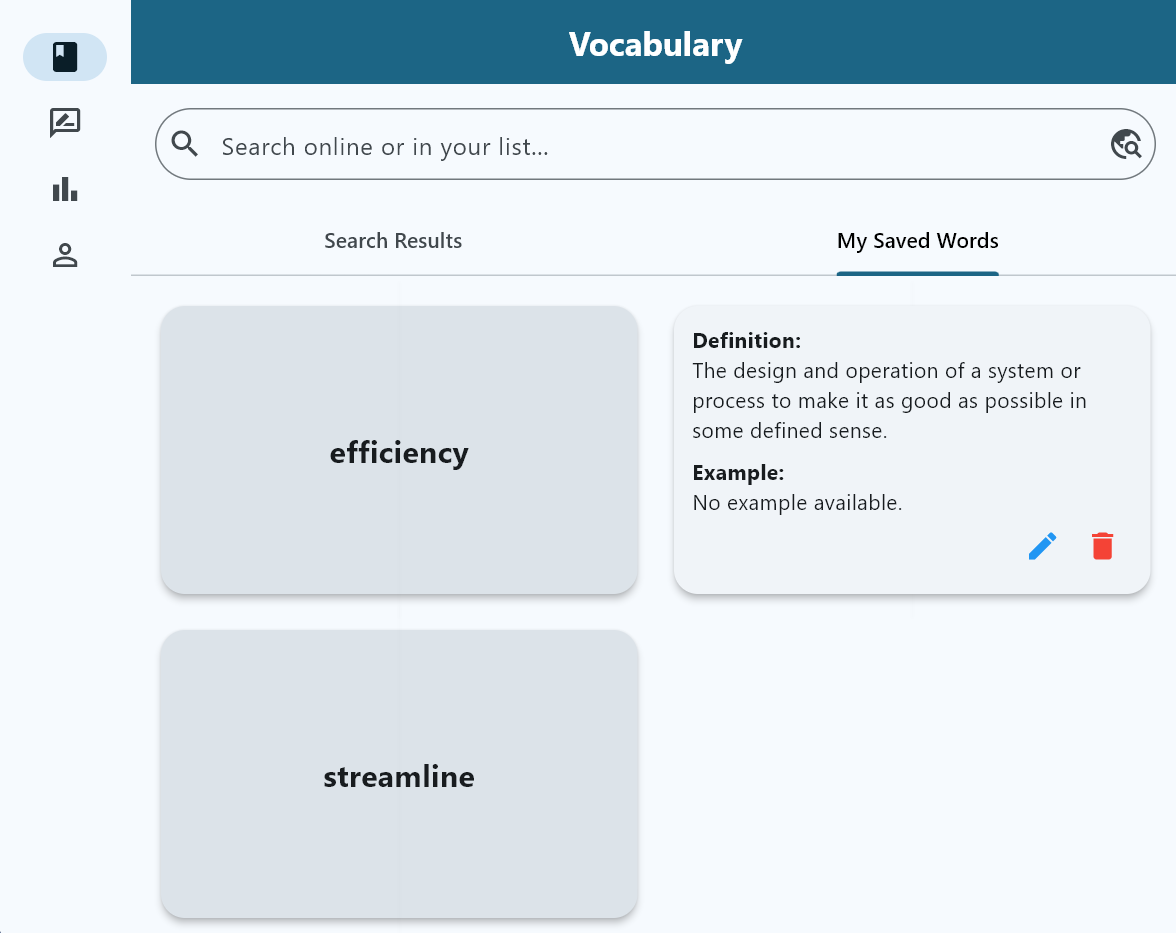 Vocabulary
Search online or in your list...
Search Results
My Saved Words
efficiency
Definition:
The design and operation of a system or
process to make it as good as possible in
some defined sense.
Example:
No example available.
streamline